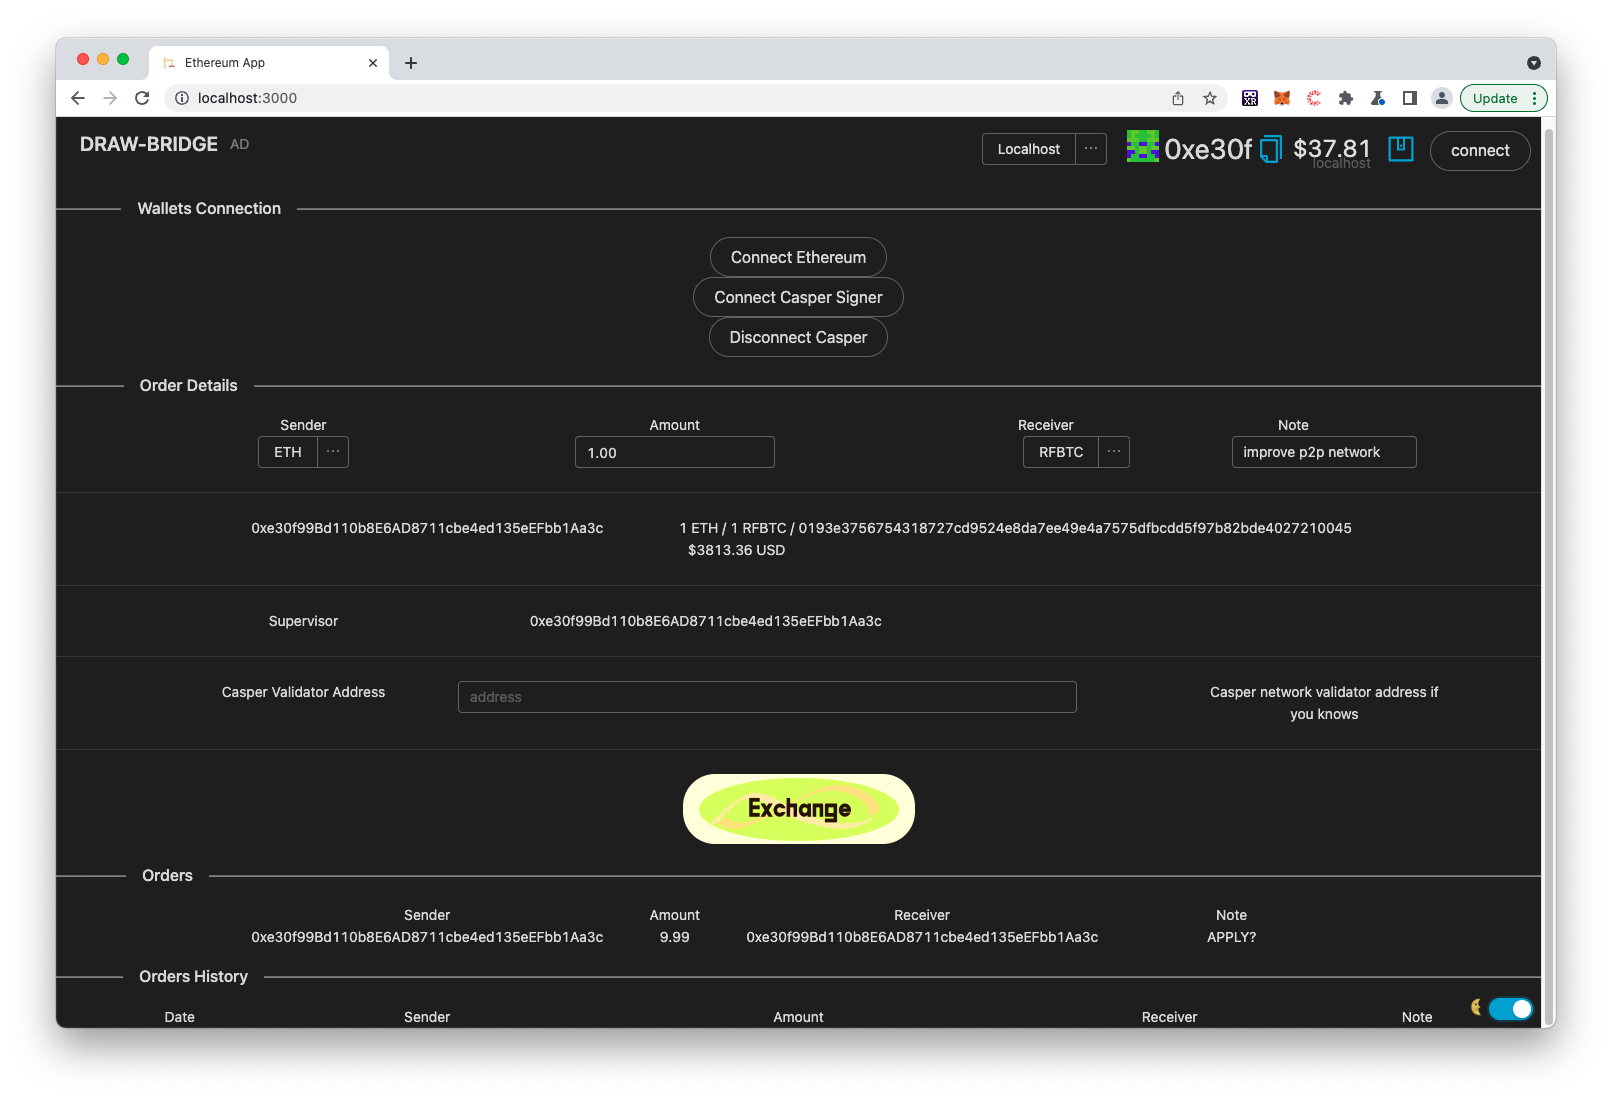 Ethereum App
localhost:3000
Update
DRAW-BRIDGE AD
Localhost ...
0xe30f
$37.81
localhost
connect
Wallets Connection
Connect Ethereum
Connect Casper Signer
Disconnect Casper
Order Details
Sender Amount Receiver Note
ETH ... 1.00 RFBTC ... improve p2p network
0xe30f99Bd110b8E6AD8711cbe4ed135eEFbb1Aa3c 1 ETH / 1 RFBTC / 0193e3756754318727cd9524e8da7ee49e4a7575dfbcdd5f97b82bde4027210045
$3813.36 USD
Supervisor 0xe30f99Bd110b8E6AD8711cbe4ed135eEFbb1Aa3c
Casper Validator Address address Casper network validator address if
you knows
Exchange
Orders
Sender Amount Receiver Note
0xe30f99Bd110b8E6AD8711cbe4ed135eEFbb1Aa3c 9.99 0xe30f99Bd110b8E6AD8711cbe4ed135eEFbb1Aa3c APPLY?
Orders History
Date Sender Amount Receiver Note